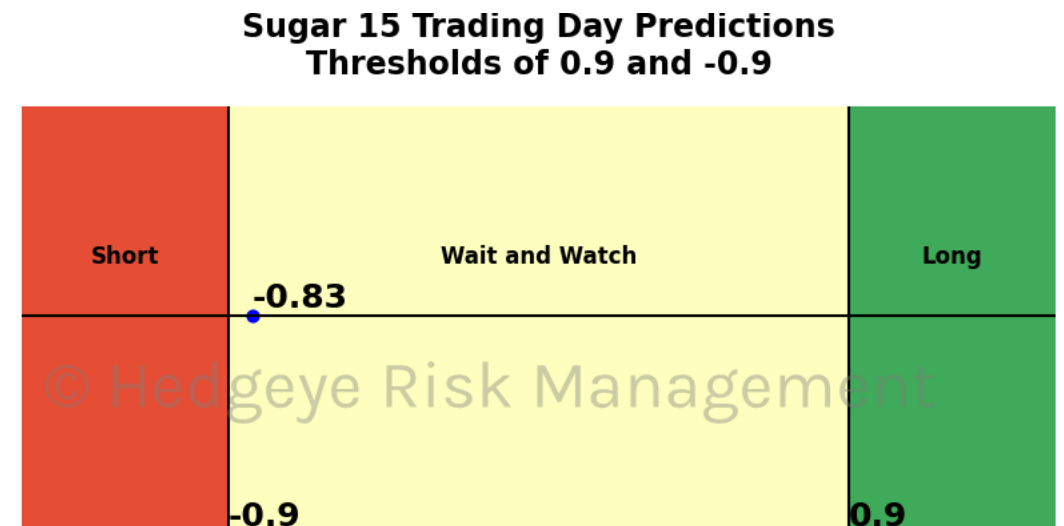 Sugar 15 Trading Day Predictions
Thresholds of 0.9 and -0.9
Short
Wait and Watch
Long
-0.83
© Hedgeye Risk Management
-0.9
0.9